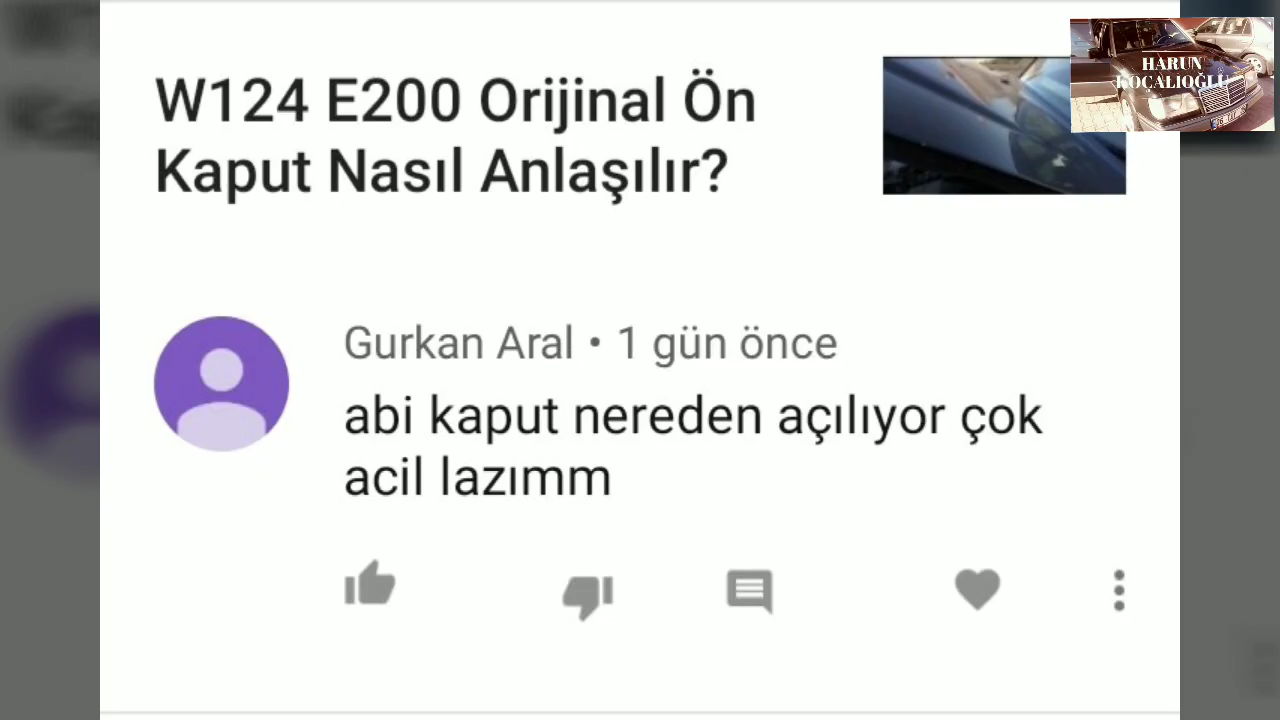 W124 E200 Orijinal Ön
Kaput Nasıl Anlaşılır?
HARUN
KOÇALIOĞLU
Gurkan Aral • 1 gün önce
abi kaput nereden açılıyor çok
acil lazımm